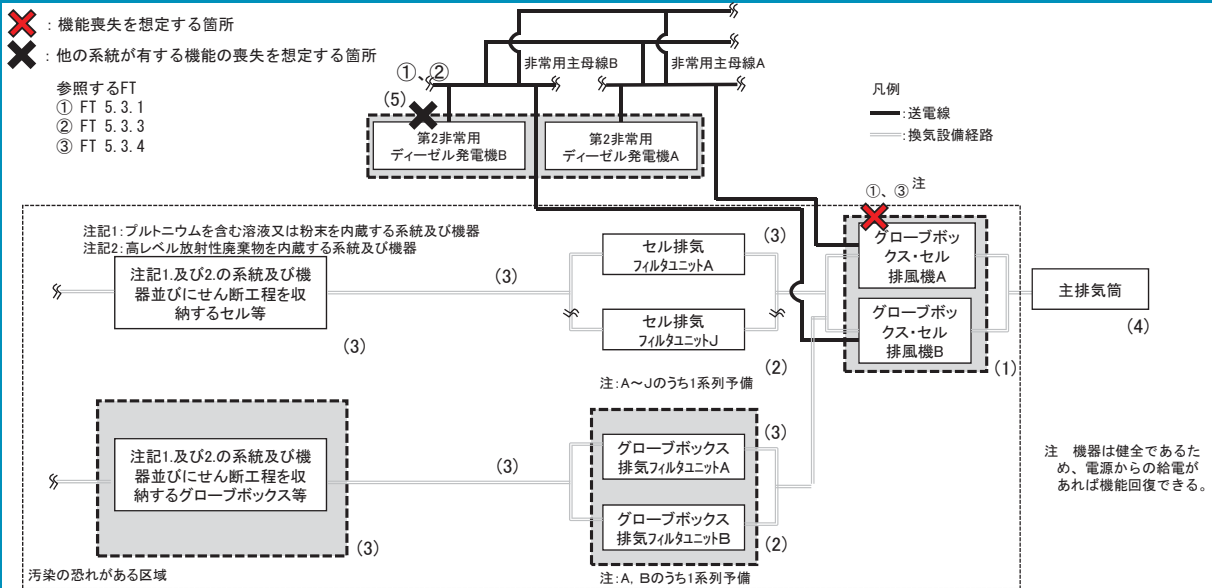 : 機能喪失を想定する箇所
: 他の系統が有する機能の喪失を想定する箇所
参照するFT
① FT 5.3.1
② FT 5.3.3
③ FT 5.3.4
①、②
(5)
非常用主母線B
非常用主母線A
第2非常用
ディーゼル発電機B
第2非常用
ディーゼル発電機A
凡例
:送電線
:換気設備経路
①、③注
注記1:プルトニウムを含む溶液又は粉末を内蔵する系統及び機器
注記2:高レベル放射性廃棄物を内蔵する系統及び機器
注記1.及び2.の系統及び機
器並びにせん断工程を収
納するセル等
(3)
(3)
セル排気
フィルタユニットA
(3)
セル排気
フィルタユニットJ
(2)
注:A～Jのうち1系列予備
グローブボッ
クス・セル
排風機A
グローブボッ
クス・セル
排風機B
(1)
主排気筒
(4)
注記1.及び2.の系統及び機
器並びにせん断工程を収
納するグローブボックス等
(3)
(3)
グローブボックス
排気フィルタユニットA
(3)
グローブボックス
排気フィルタユニットB
(2)
注:A, Bのうち1系列予備
注 機器は健全であるた
め、電源からの給電が
あれば機能回復できる。
汚染の恐れがある区域